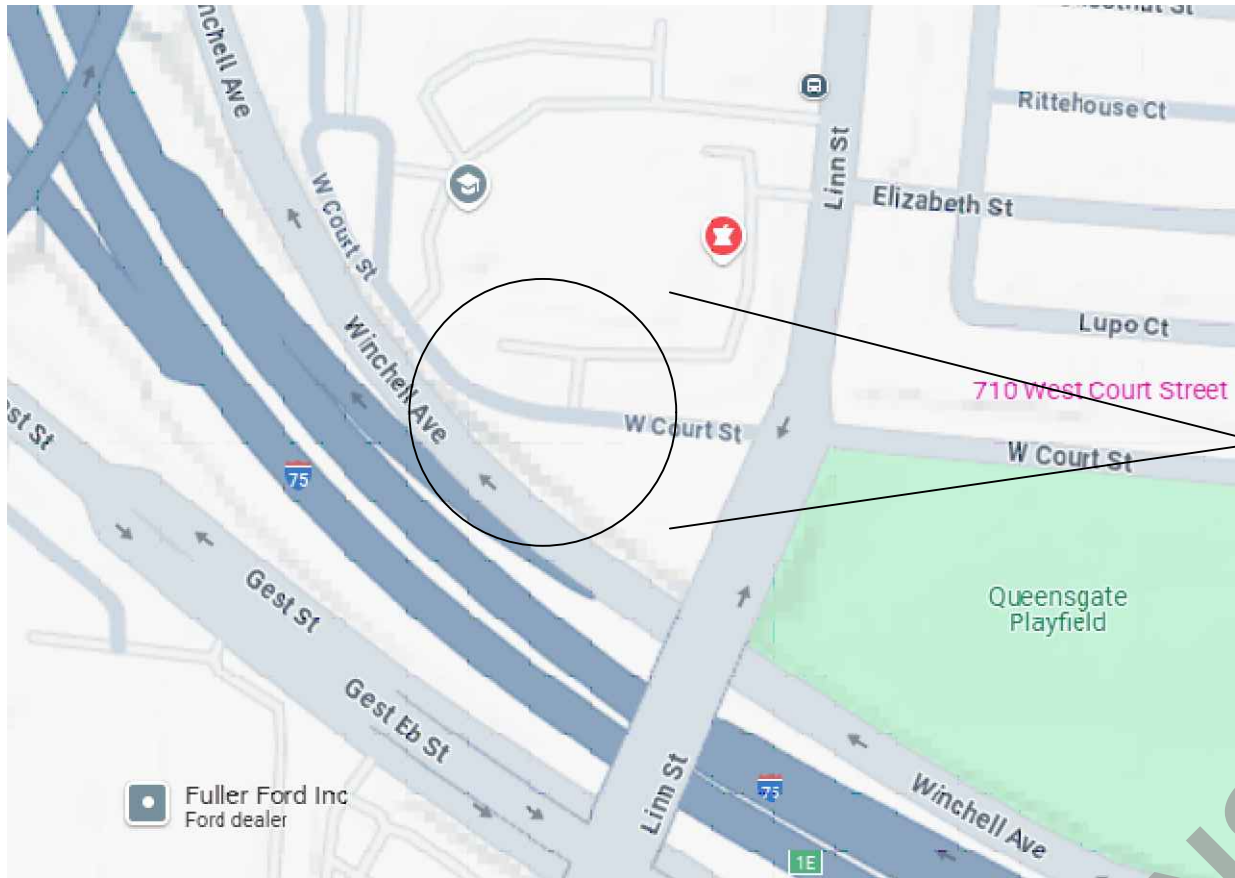 Winchell Ave
Rittehouse Ct
Linn St
Elizabeth St
W Court St
Lupo Ct
Winchell Ave
710 West Court Street
W Court St
W Court St
75
Gest St
Queensgate
Playfield
Gest Eb St
Linn St
75
Fuller Ford Inc
Ford dealer
Winchell Ave
1E